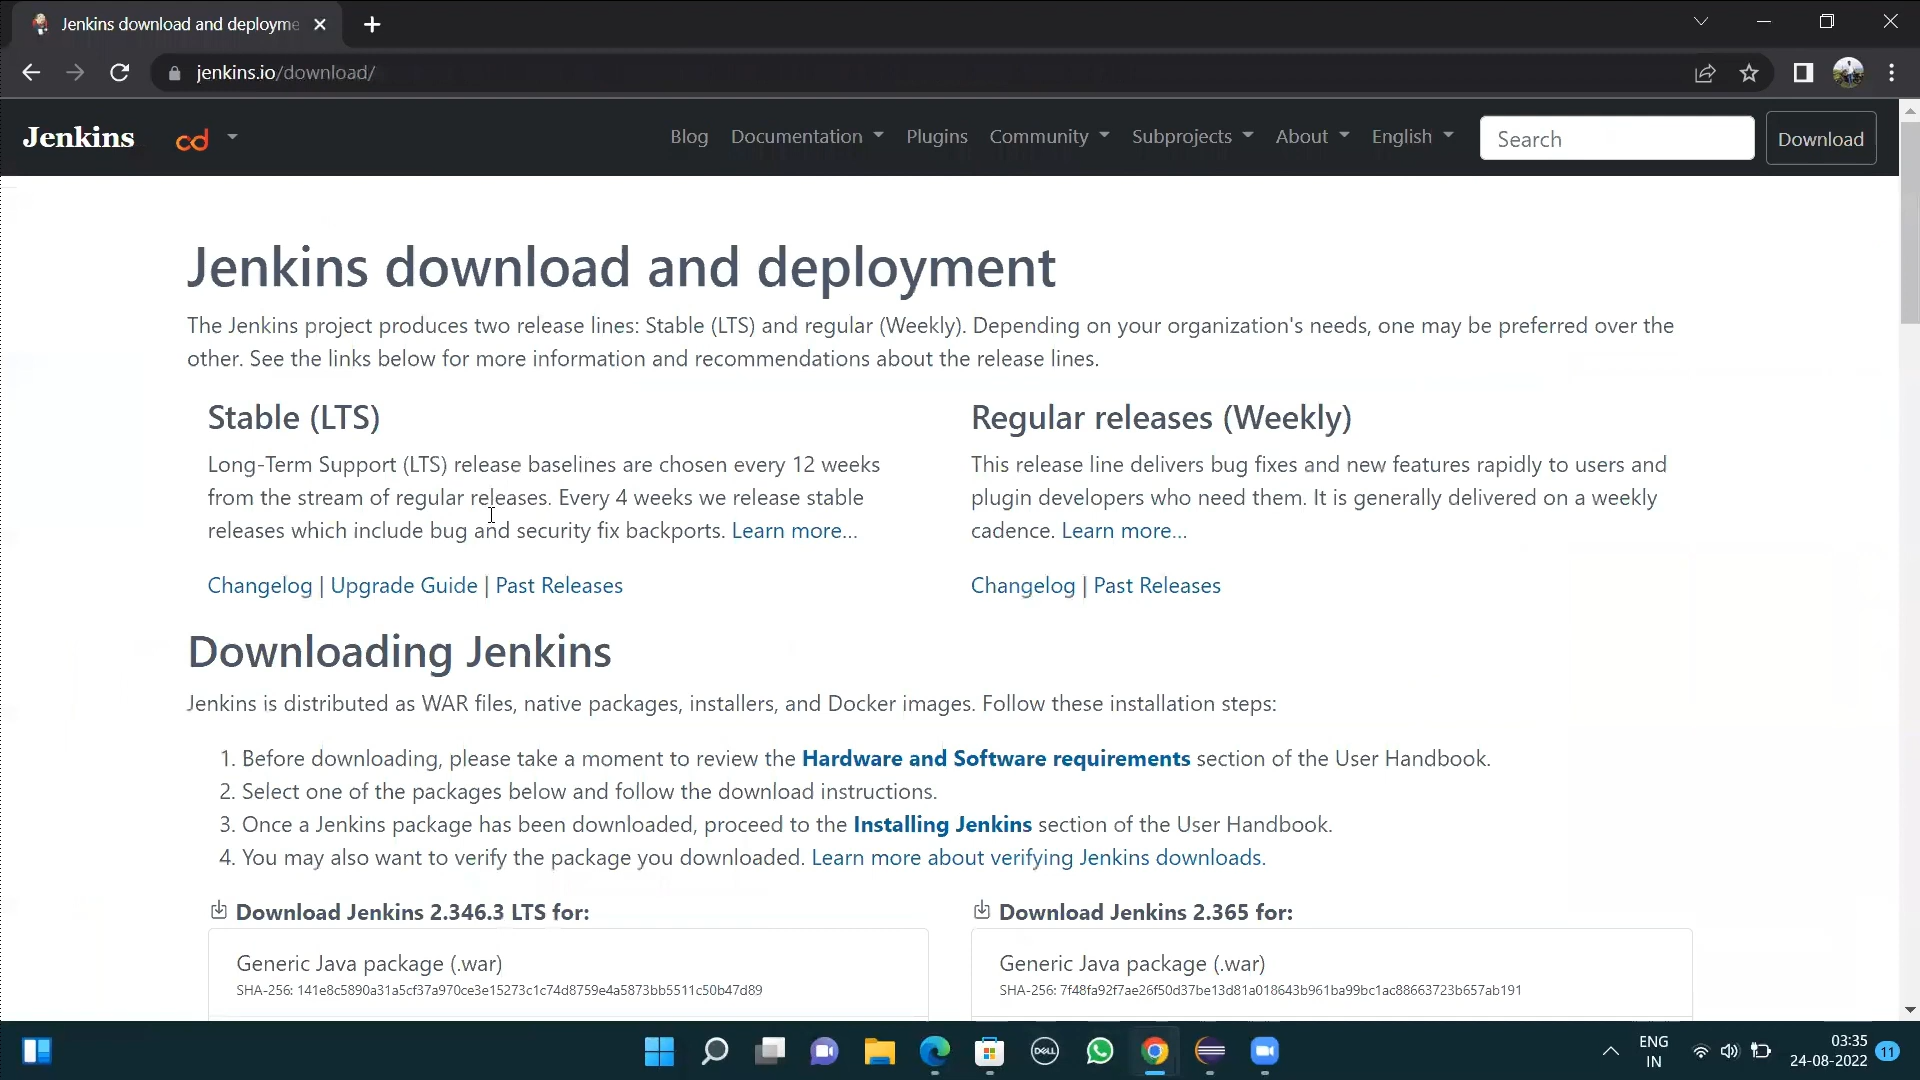 Jenkins download and deployme
jenkins.io/download/
Jenkins
cd
Blog
Documentation
Plugins
Community
Subprojects
About
English
Search
Download
Jenkins download and deployment
The Jenkins project produces two release lines: Stable (LTS) and regular (Weekly). Depending on your organization's needs, one may be preferred over the
other. See the links below for more information and recommendations about the release lines.
Stable (LTS)
Long-Term Support (LTS) release baselines are chosen every 12 weeks
from the stream of regular releases. Every 4 weeks we release stable
releases which include bug and security fix backports. Learn more...
Changelog | Upgrade Guide | Past Releases
Regular releases (Weekly)
This release line delivers bug fixes and new features rapidly to users and
plugin developers who need them. It is generally delivered on a weekly
cadence. Learn more...
Changelog | Past Releases
Downloading Jenkins
Jenkins is distributed as WAR files, native packages, installers, and Docker images. Follow these installation steps:
1. Before downloading, please take a moment to review the Hardware and Software requirements section of the User Handbook.
2. Select one of the packages below and follow the download instructions.
3. Once a Jenkins package has been downloaded, proceed to the Installing Jenkins section of the User Handbook.
4. You may also want to verify the package you downloaded. Learn more about verifying Jenkins downloads.
Download Jenkins 2.346.3 LTS for:
Generic Java package (.war)
SHA-256: 141e8c5890a31a5cf37a970ce3e15273c1c74d8759e4a5873bb5511c50b47d89
Download Jenkins 2.365 for:
Generic Java package (.war)
SHA-256: 7f48fa92f7ae26f50d37be13d81a018643b961ba99bc1ac88663723b657ab191
DELL
ENG
IN
03:35
24-08-2022
11